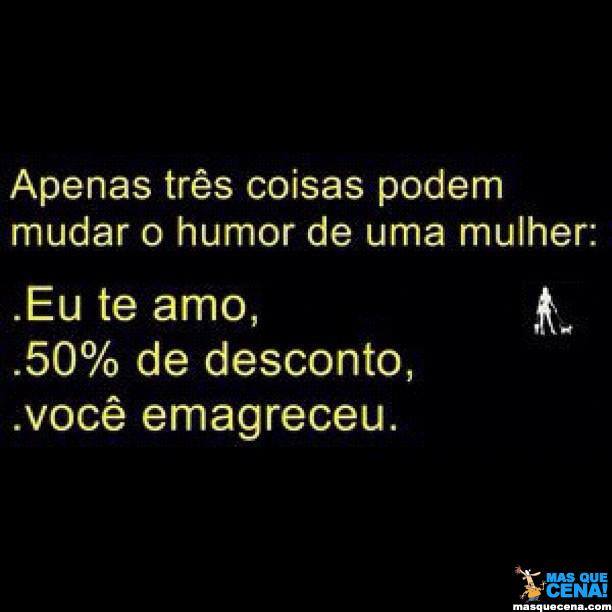 Apenas três coisas podem
mudar o humor de uma mulher:
.Eu te amo,
.50% de desconto,
.você emagreceu.
MAS QUE
CENA!
masquecena.com